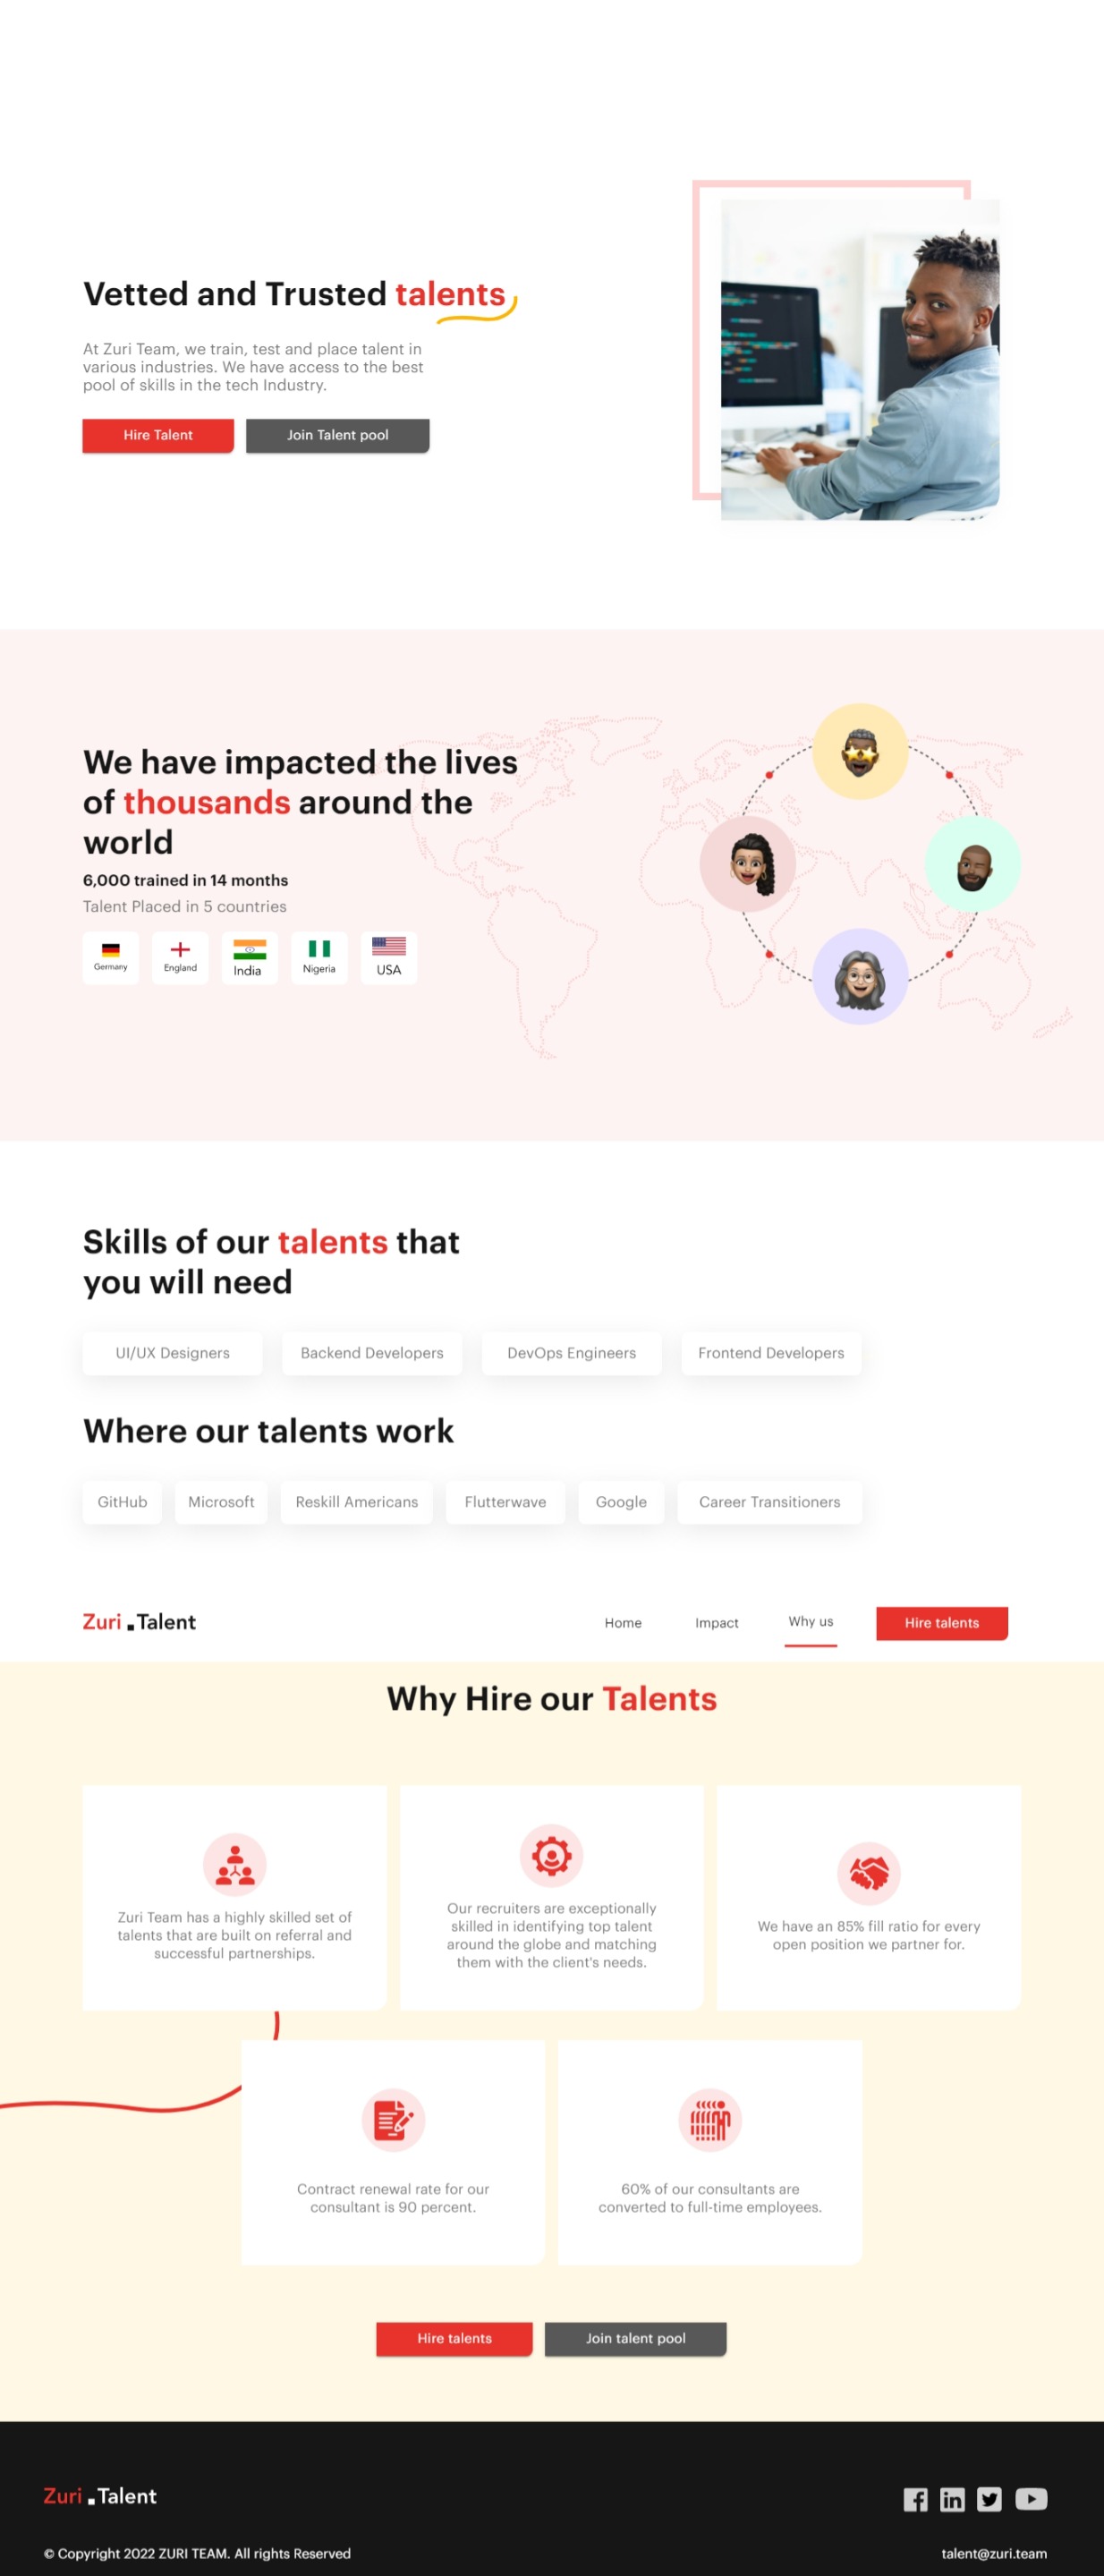 Vetted and Trusted talents
At Zuri Team, we train, test and place talent in
various industries. We have access to the best
pool of skills in the tech Industry.
Hire Talent
Join Talent pool
We have impacted the lives
of thousands around the
world
6,000 trained in 14 months
Talent Placed in 5 countries
Germany
England
India
Nigeria
USA
Skills of our talents that
you will need
UI/UX Designers
Backend Developers
DevOps Engineers
Frontend Developers
Where our talents work
GitHub
Microsoft
Reskill Americans
Flutterwave
Google
Career Transitioners
Zuri .Talent
Home
Impact
Why us
Hire talents
Why Hire our Talents
Zuri Team has a highly skilled set of
talents that are built on referral and
successful partnerships.
Our recruiters are exceptionally
skilled in identifying top talent
around the globe and matching
them with the client's needs.
We have an 85% fill ratio for every
open position we partner for.
Contract renewal rate for our
consultant is 90 percent.
60% of our consultants are
converted to full-time employees.
Hire talents
Join talent pool
Zuri .Talent
© Copyright 2022 ZURI TEAM. All rights Reserved
talent@zuri.team